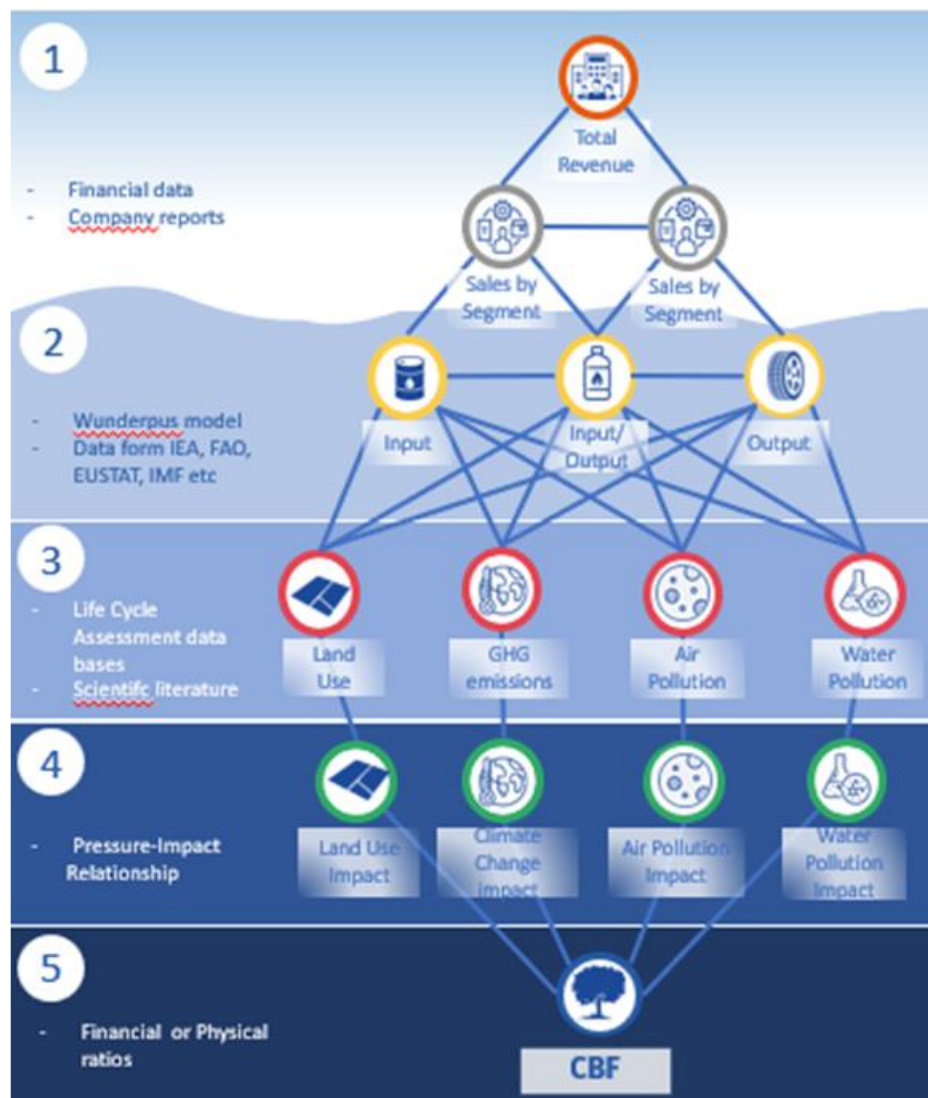 1
Total
Revenue
- Financial data
- Company reports
Sales by
Segment
Sales by
Segment
2
- Wunderpus model
- Data form IEA, FAO,
EUSTAT, IMF etc
Input
Input/
Output
Output
3
- Life Cycle
Assessment data
bases
- Scientifc literature
Land
Use
GHG
emissions
Air
Pollution
Water
Pollution
4
- Pressure-Impact
Relationship
Land Use
Impact
Climate
Change
impact
Air Pollution
Impact
Water
Pollution
Impact
5
- Financial or Physical
ratios
CBF